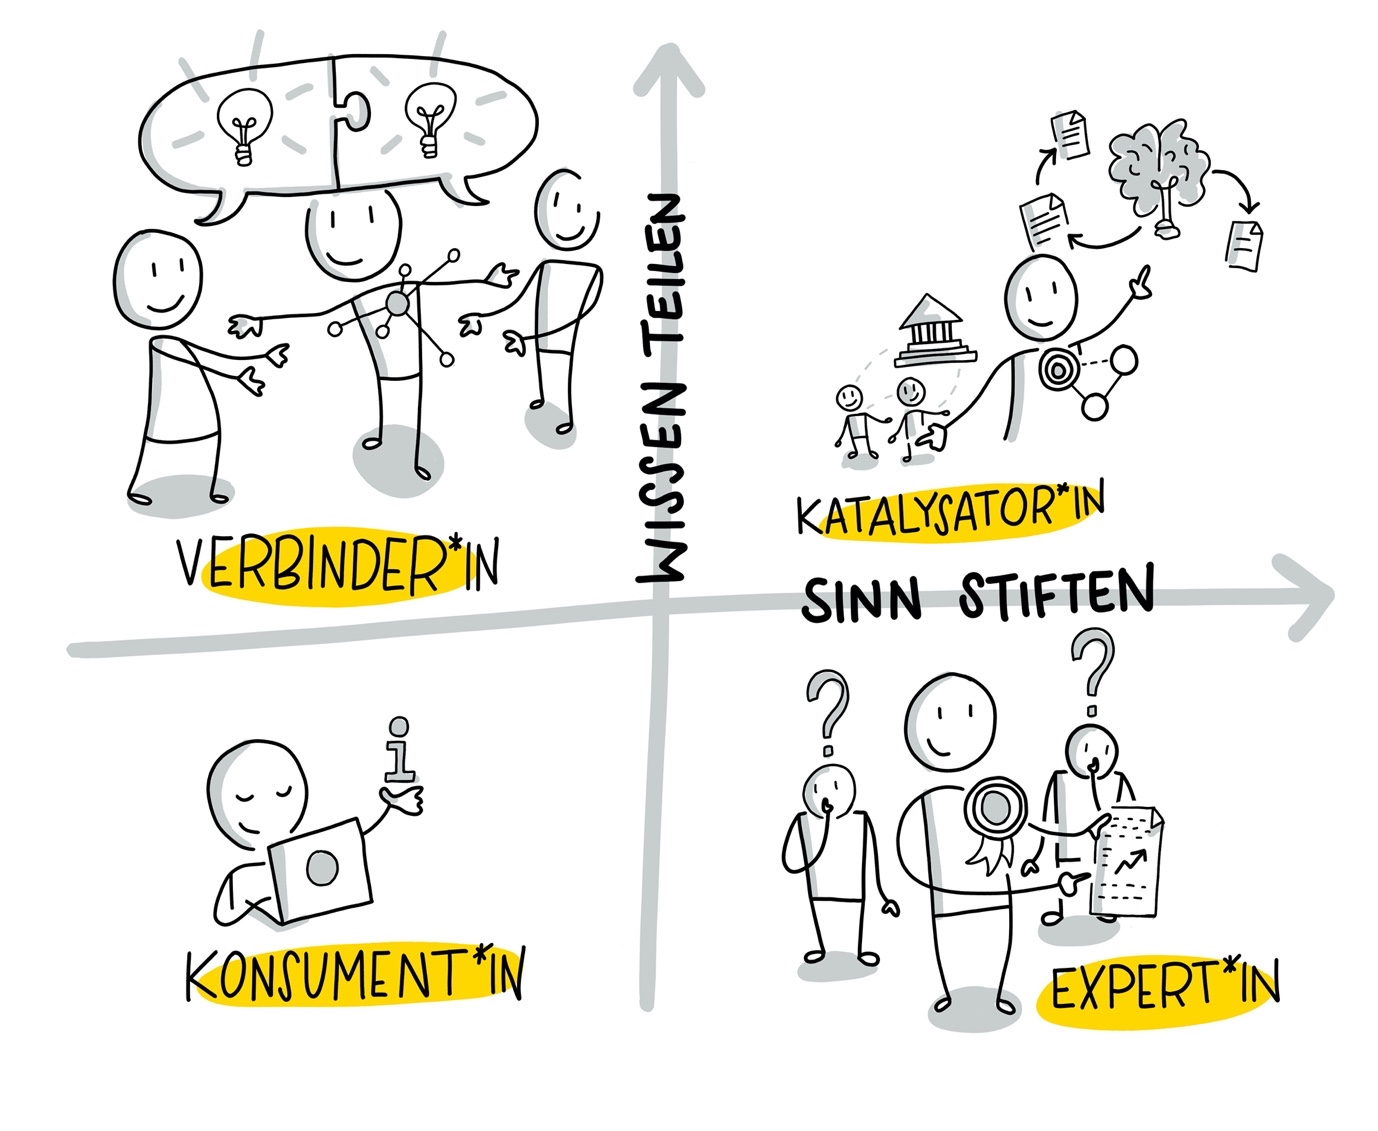 WISSEN TEILEN
VERBINDER*IN
KATALYSATOR*IN
SINN STIFTEN
?
?
i
KONSUMENT*IN
EXPERT*IN